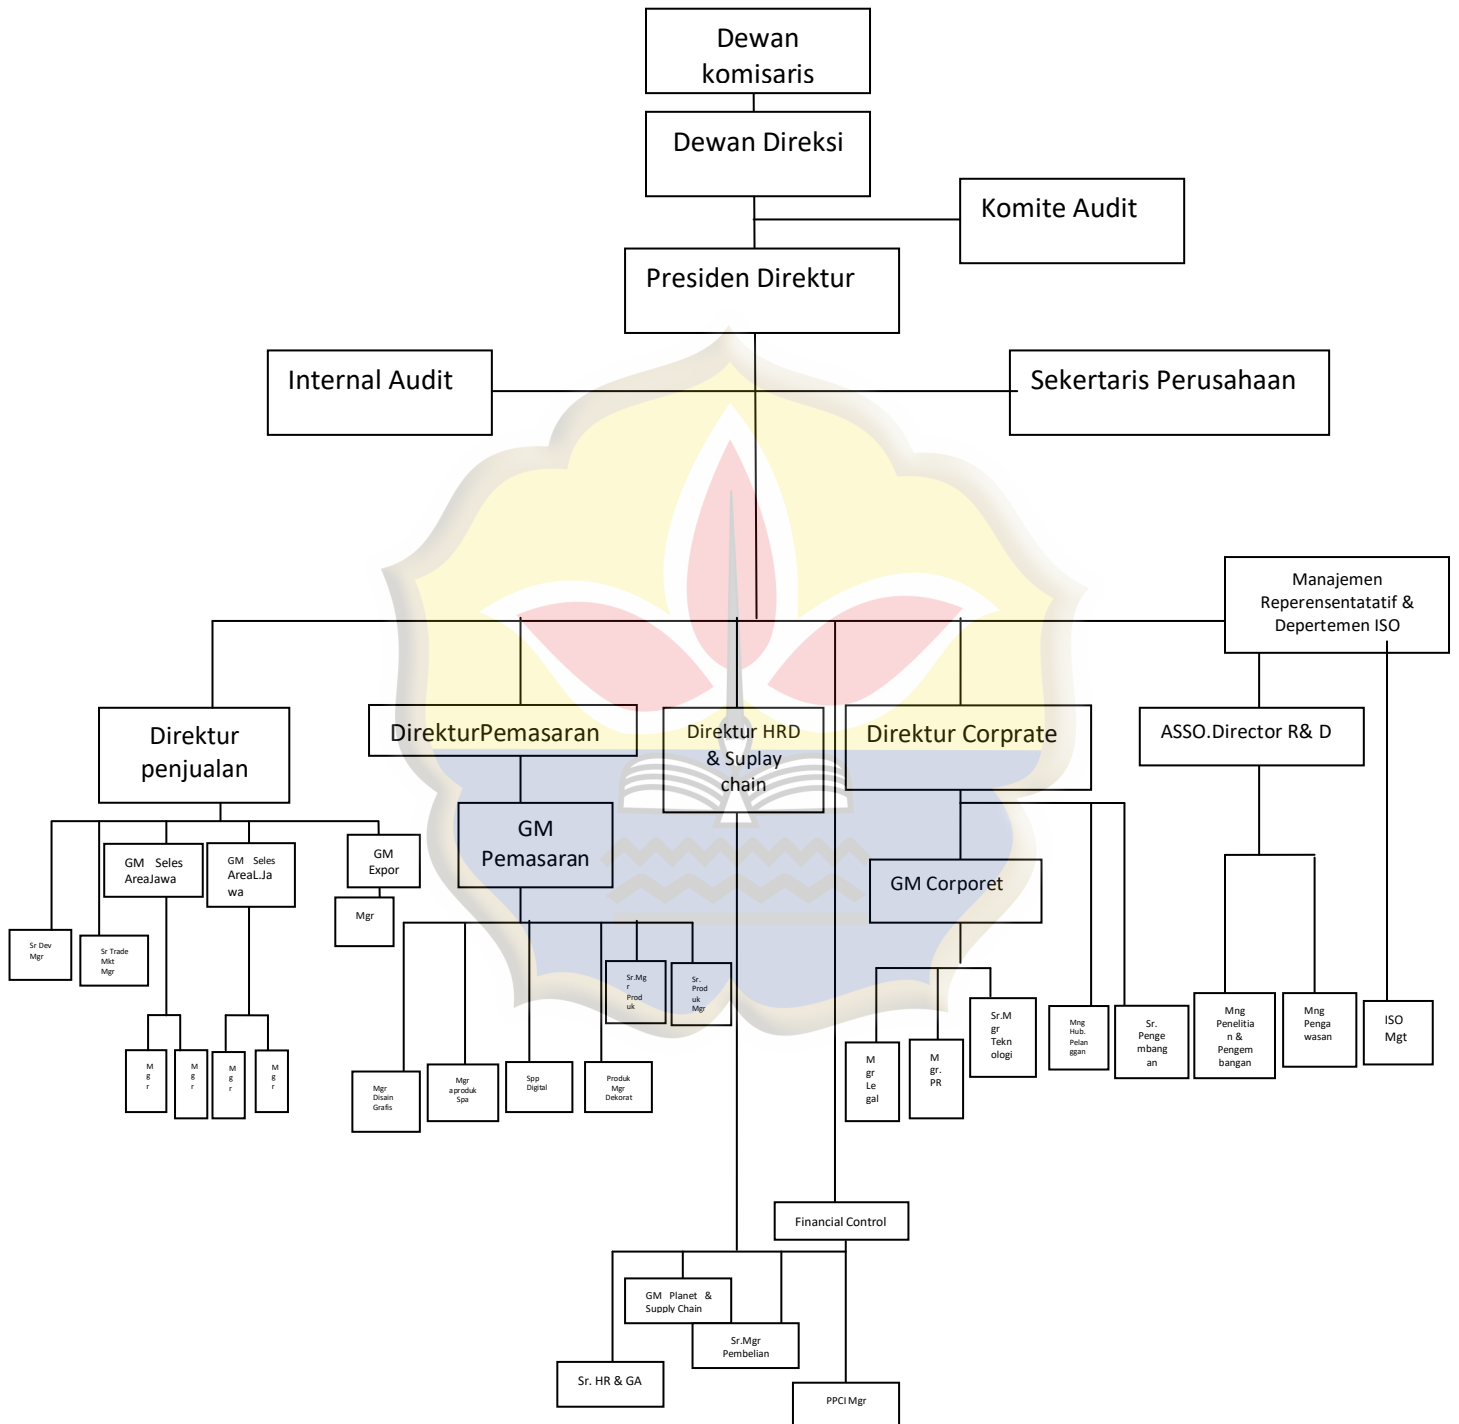 Dewan
komisaris
Dewan Direksi
Komite Audit
Presiden Direktur
Internal Audit
Sekertaris Perusahaan
Manajemen
Reperensentatatif &
Depertemen ISO
Direktur
penjualan
DirekturPemasaran
Direktur HRD
& Suplay
chain
Direktur Corprate
ASSO.Director R& D
GM Seles
AreaJawa
GM Seles
AreaL.Ja
wa
GM
Expor
GM
Pemasaran
GM Corporet
Mgr
Sr Dev
Mgr
Sr Trade
Mkt
Mgr
Sr.Mg
r
Prod
uk
Sr.
Prod
uk
Mgr
M
g
r
M
g
r
M
g
r
M
g
r
Mgr
Disain
Grafis
Mgr
aproduk
Spa
Spp
Digital
Produk
Mgr
Dekorat
M
gr
Le
gal
M
gr.
PR
Sr.M
gr
Tekn
ologi
Mng
Hub.
Pelan
ggan
Sr.
Penge
mbang
an
Mng
Penelitia
n &
Pengem
bangan
Mng
Penga
wasan
ISO
Mgt
Financial Control
GM Planet &
Supply Chain
Sr.Mgr
Pembelian
Sr. HR & GA
PPCI Mgr